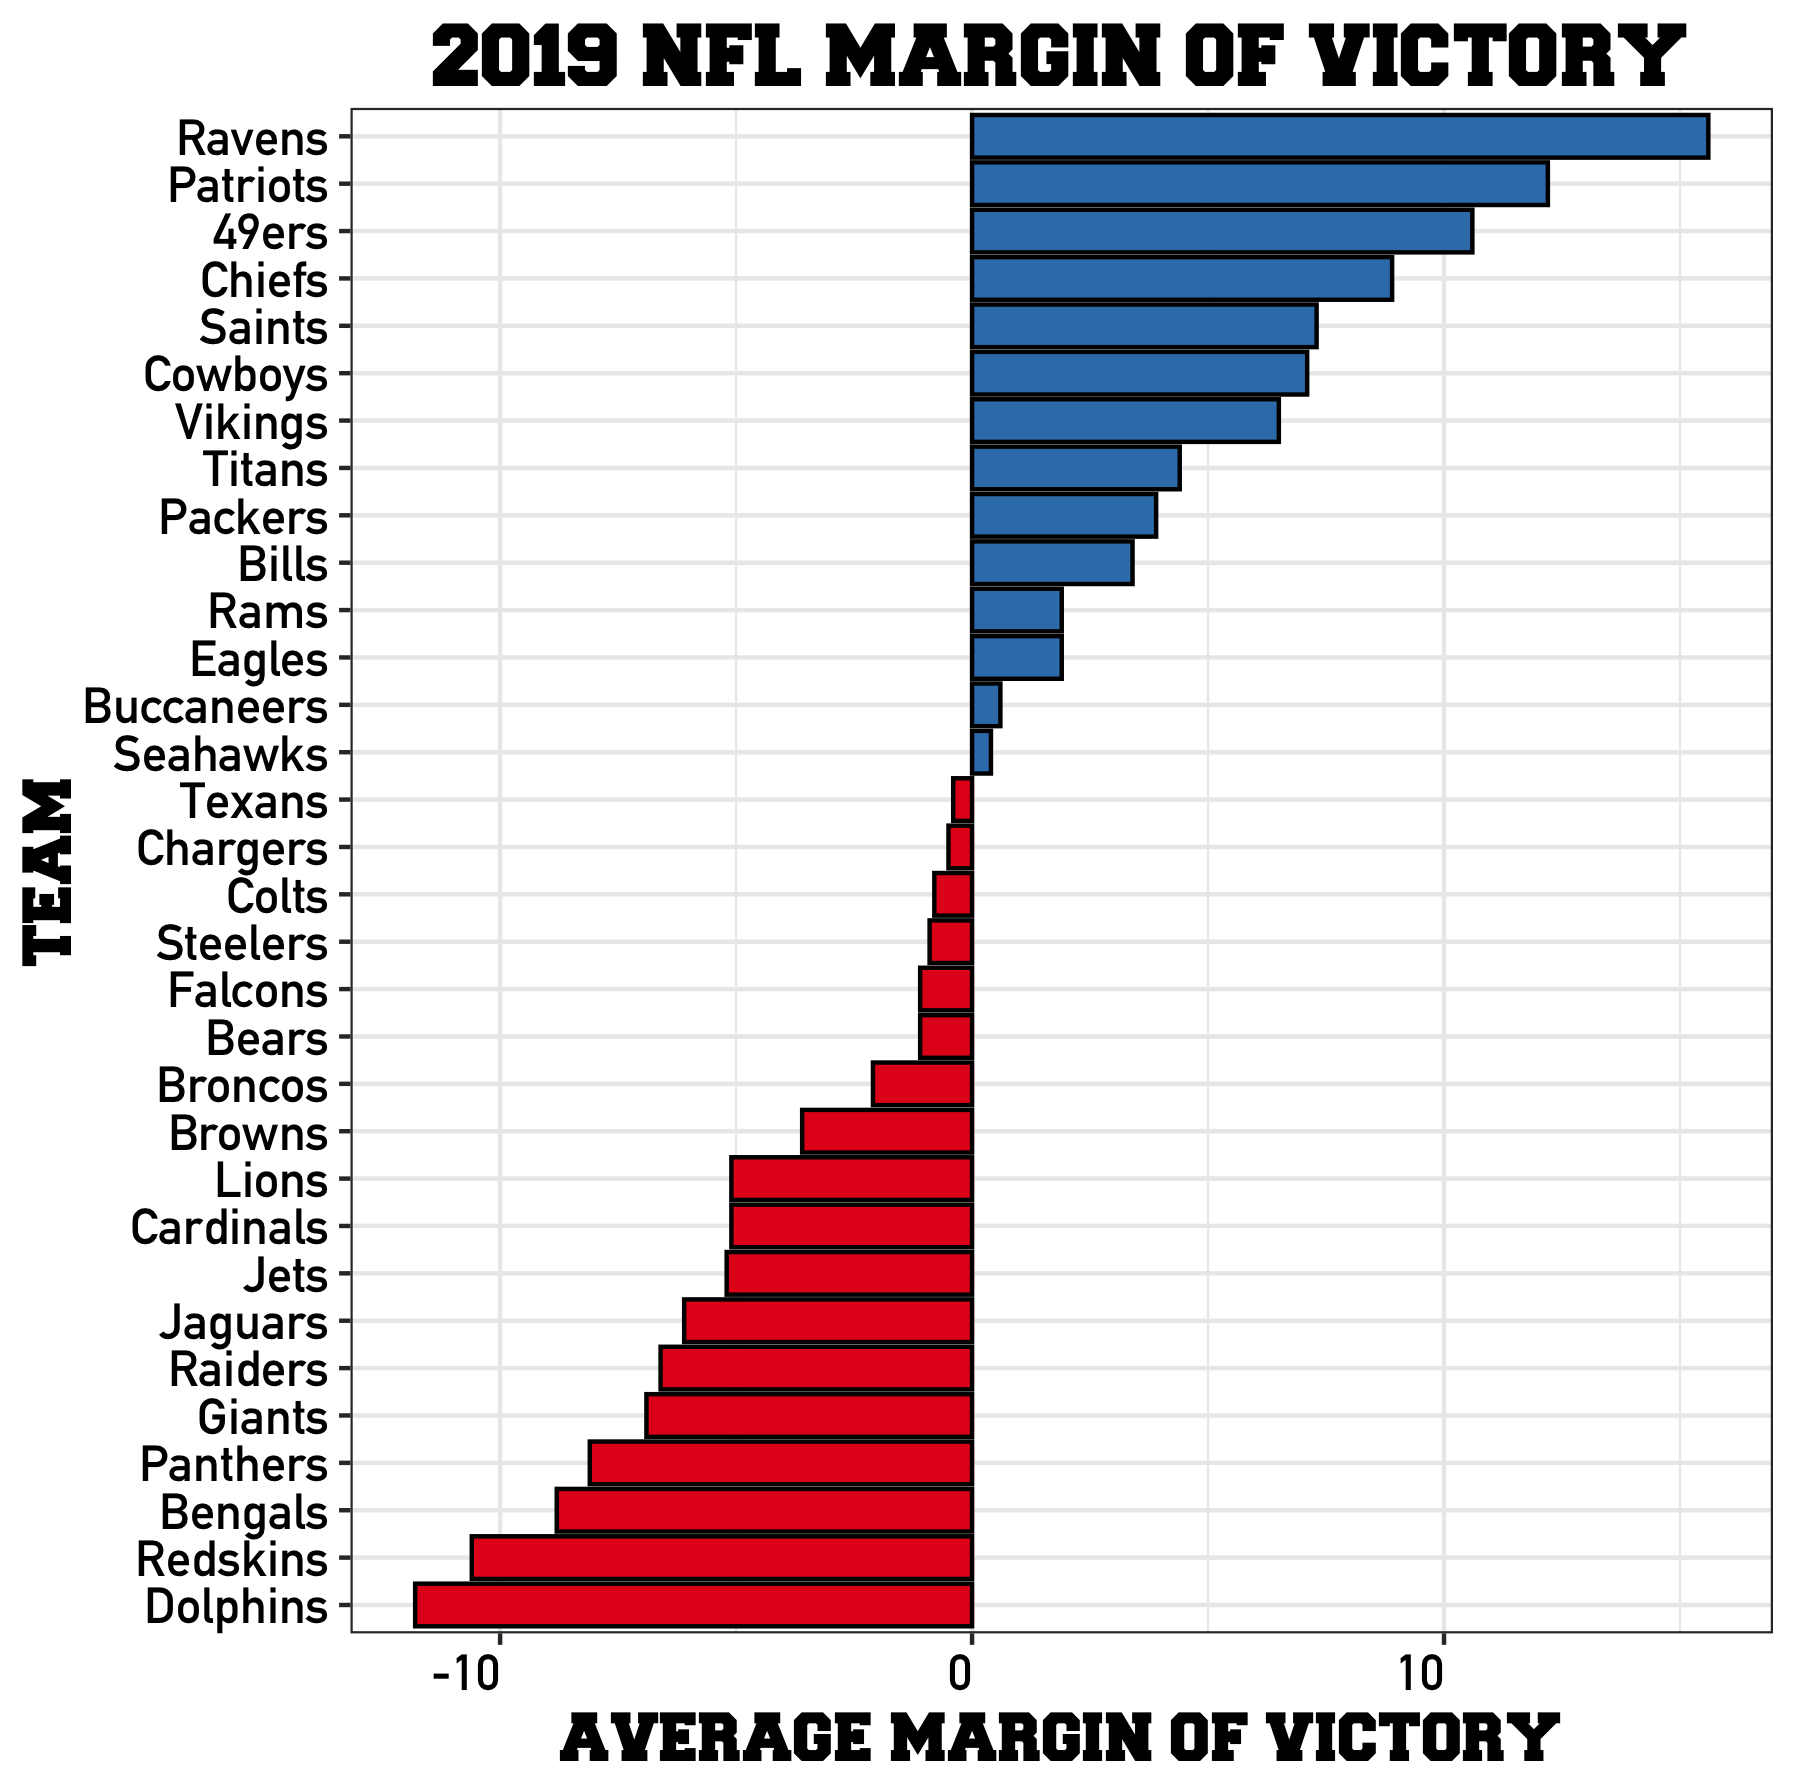 2019 NFL MARGIN OF VICTORY
Ravens
Patriots
49ers
Chiefs
Saints
Cowboys
Vikings
Titans
Packers
Bills
Rams
Eagles
Buccaneers
Seahawks
Texans
Chargers
Colts
Steelers
Falcons
Bears
Broncos
Browns
Lions
Cardinals
Jets
Jaguars
Raiders
Giants
Panthers
Bengals
Redskins
Dolphins
TEAM
-10 0 10
AVERAGE MARGIN OF VICTORY